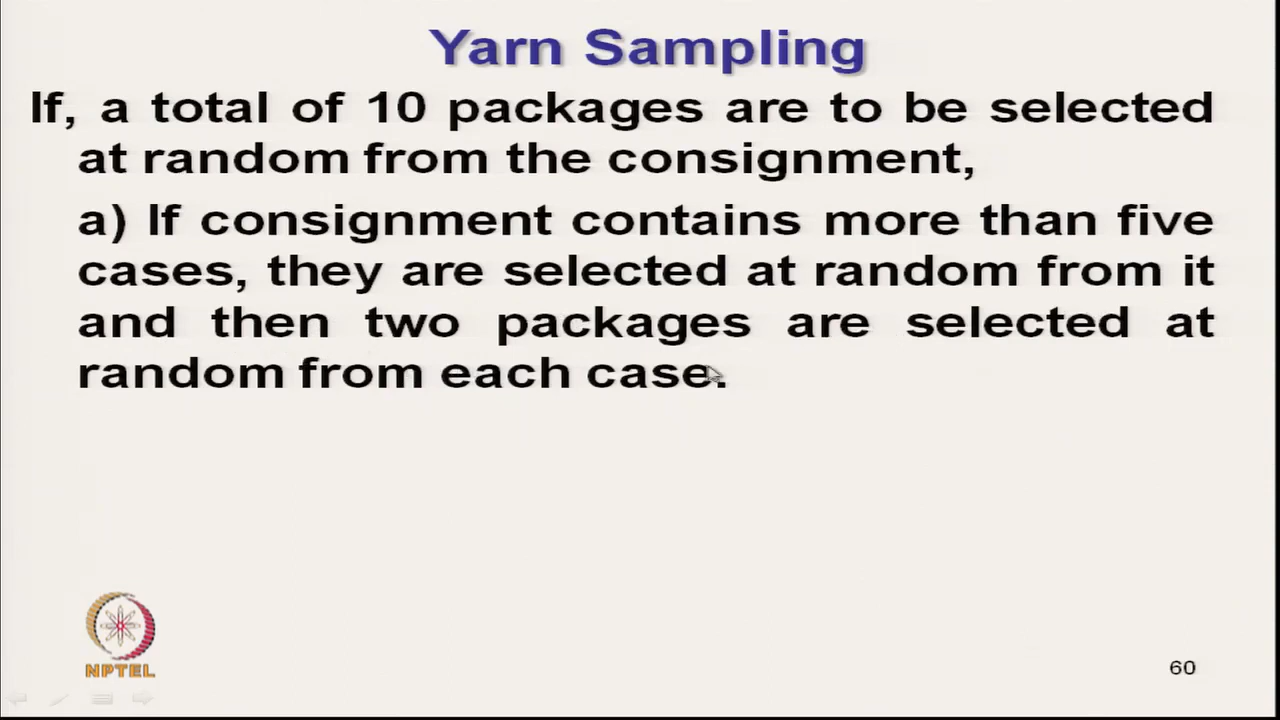 Yarn Sampling
If, a total of 10 packages are to be selected
at random from the consignment,
a) If consignment contains more than five
cases, they are selected at random from it
and then two packages are selected at
random from each case.
NPTEL
60